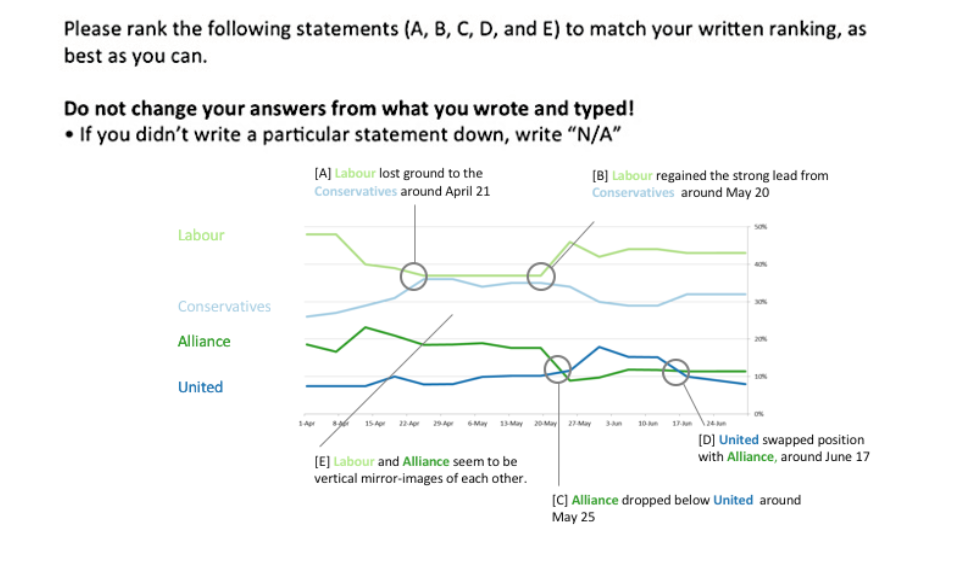 Please rank the following statements (A, B, C, D, and E) to match your written ranking, as
best as you can.
Do not change your answers from what you wrote and typed!
• If you didn’t write a particular statement down, write “N/A”
[A] Labour lost ground to the
Conservatives around April 21
[B] Labour regained the strong lead from
Conservatives around May 20
Labour
Conservatives
Alliance
United
50%
40%
30%
20%
10%
0%
1-Apr 8-Apr 15-Apr 22-Apr 29-Apr 6-May 13-May 20-May 27-May 3-Jun 10-Jun 17-Jun 24-Jun
[D] United swapped position
with Alliance, around June 17
[E] Labour and Alliance seem to be
vertical mirror-images of each other.
[C] Alliance dropped below United around
May 25